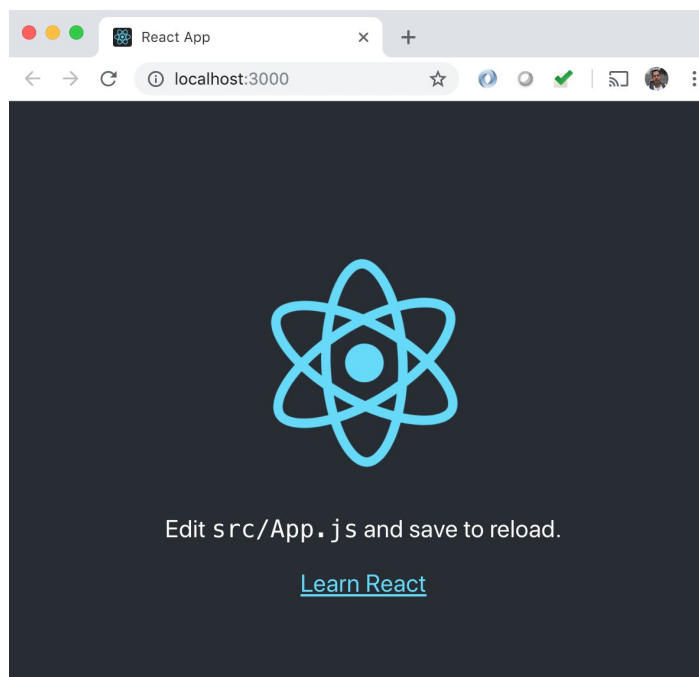 React App
localhost:3000
Edit src/App.js and save to reload.
Learn React